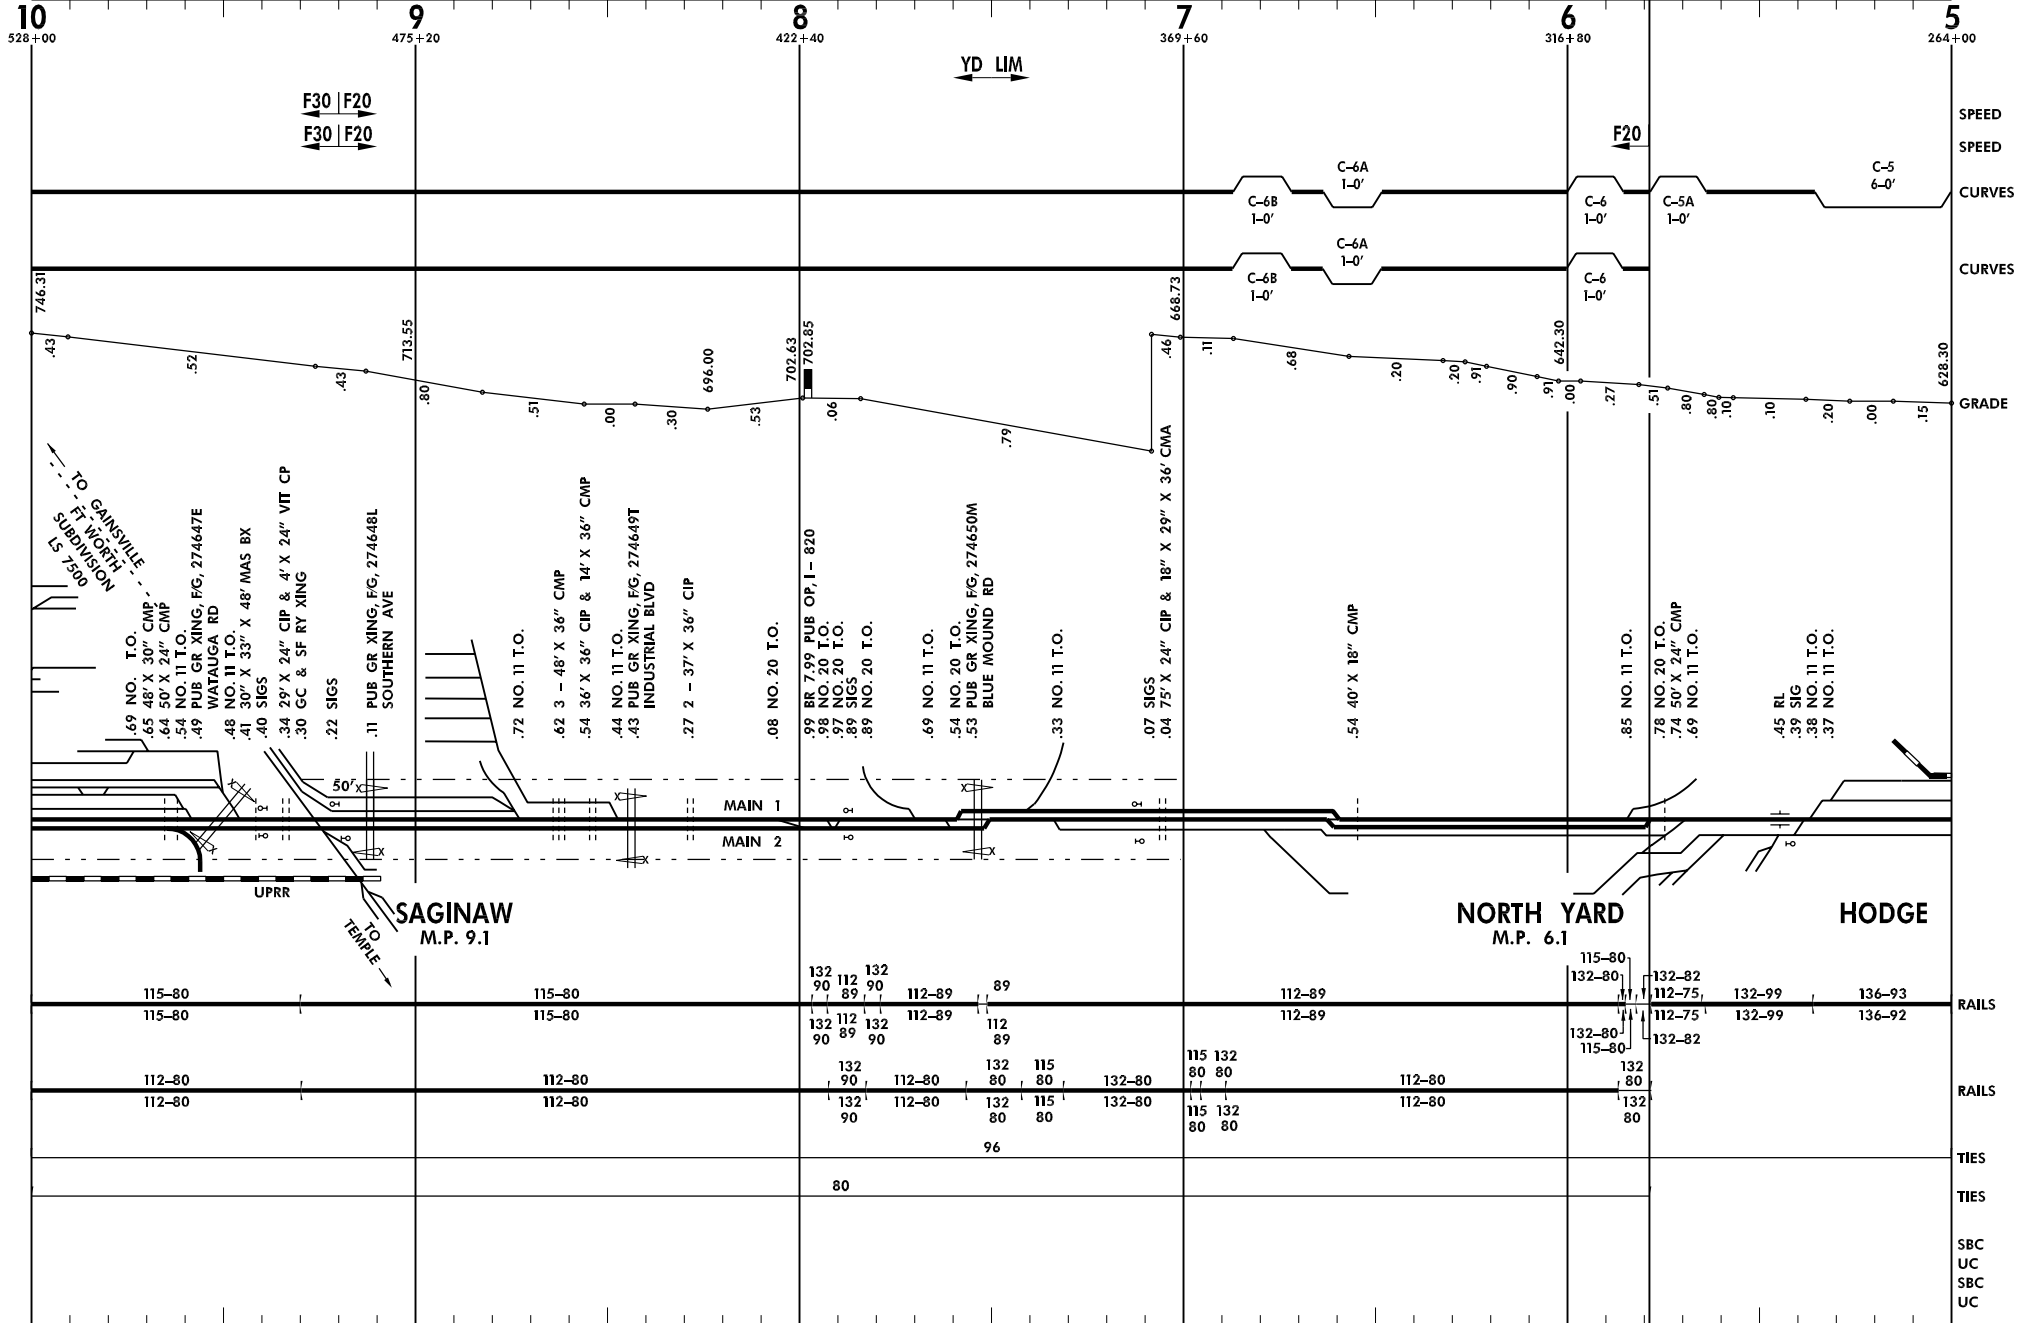 10 9 8 7 6 5
528+00 475+20 422+40 369+60 316+80 264+00
YD LIM
F30 F20
SPEED
F30 F20
F20
SPEED
C-6A
1-0'
C-5
6-0'
C-6B
1-0'
C-6
1-0'
C-5A
1-0'
CURVES
C-6A
1-0'
C-6B
1-0'
C-6
1-0'
CURVES
746.31
713.55
696.00
702.63
702.85
668.73
642.30
628.30
.43 .52 .43 .80 .51 .00 .30 .53 .06 .79 .46 .11 .68 .20 .20 .91 .90 .91 .00 .27 .51 .80 .80 .10 .10 .20 .00 .15
GRADE
TO GAINSVILLE
FT WORTH
SUBDIVISION
LS 7500
.69 NO. T.O.
.65 48' X 30" CMP
.64 50' X 24" CMP
.54 NO. 11 T.O.
.49 PUB GR XING, F/G, 274647E
WATAUGA RD
.48 NO. 11 T.O.
.41 30" X 33" X 48' MAS BX
.40 SIGS
.34 29' X 24" CIP & 4' X 24" VIT CP
.30 GC & SF RY XING
.22 SIGS
.11 PUB GR XING, F/G, 274648L
SOUTHERN AVE
.72 NO. 11 T.O.
.62 3 - 48' X 36" CMP
.54 36' X 36" CIP & 14' X 36" CMP
.44 NO. 11 T.O.
.43 PUB GR XING, F/G, 274649T
INDUSTRIAL BLVD
.27 2 - 37' X 36" CIP
.08 NO. 20 T.O.
.99 BR 7.99 PUB OP, I - 820
.98 NO. 20 T.O.
.97 NO. 20 T.O.
.89 SIGS
.89 NO. 20 T.O.
.69 NO. 11 T.O.
.54 NO. 20 T.O.
.53 PUB GR XING, F/G, 274650M
BLUE MOUND RD
.33 NO. 11 T.O.
.07 SIGS
.04 75' X 24" CIP & 18" X 29" X 36' CMA
.54 40' X 18" CMP
.85 NO. 11 T.O.
.78 NO. 20 T.O.
.74 50' X 24" CMP
.69 NO. 11 T.O.
.45 RL
.39 SIG
.38 NO. 11 T.O.
.37 NO. 11 T.O.
50'
X X X X X X X X X
MAIN 1
MAIN 2
UPRR
SAGINAW
M.P. 9.1
TO
TEMPLE
NORTH YARD
M.P. 6.1
HODGE
115-80
115-80
132
90
112
89
132
90
112-89
89
112-89
115-80
132-80
132-82
112-75
132-99
136-93
RAILS
115-80
115-80
132
90
112
89
132
90
112-89
112
89
112-89
132-80
115-80
132-82
112-75
132-99
136-92
112-80
112-80
132
90
112-80
132
80
115
80
132-80
115
80
132
80
112-80
132
80
RAILS
112-80
112-80
132
90
112-80
132
80
115
80
132-80
115
80
132
80
112-80
132
80
96
TIES
80
TIES
SBC
UC
SBC
UC